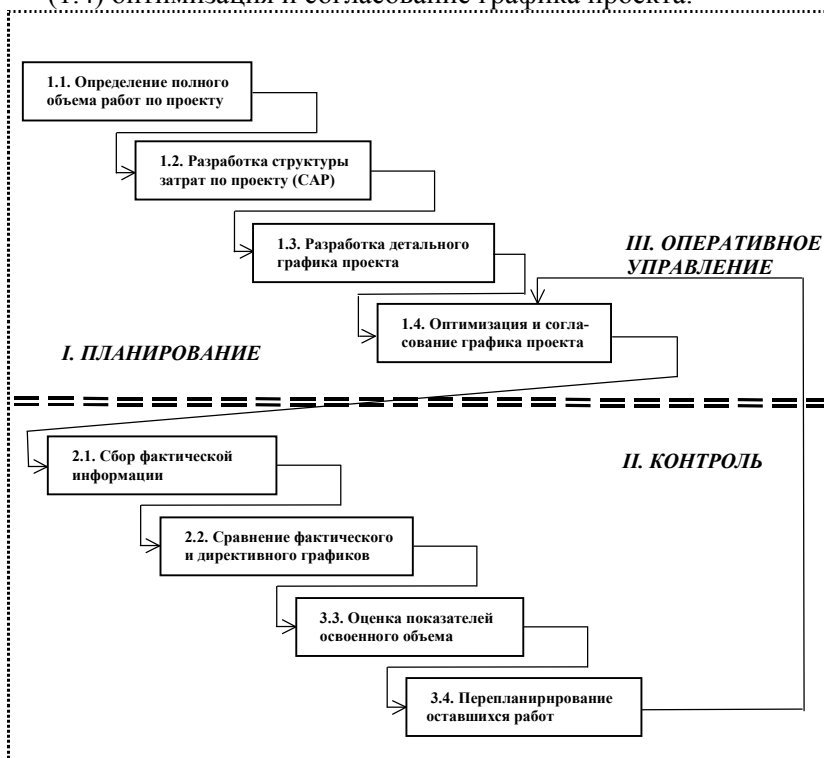 (1.4) оптимизация и согласование графика проекта.
1.1. Определение полного
объема работ по проекту
1.2. Разработка структуры
затрат по проекту (САР)
1.3. Разработка детального
графика проекта
III. ОПЕРАТИВНОЕ
УПРАВЛЕНИЕ
1.4. Оптимизация и согла-
сование графика проекта
I. ПЛАНИРОВАНИЕ
2.1. Сбор фактической
информации
II. КОНТРОЛЬ
2.2. Сравнение фактического
и директивного графиков
3.3. Оценка показателей
освоенного объема
3.4. Перепланирнрирование
оставшихся работ